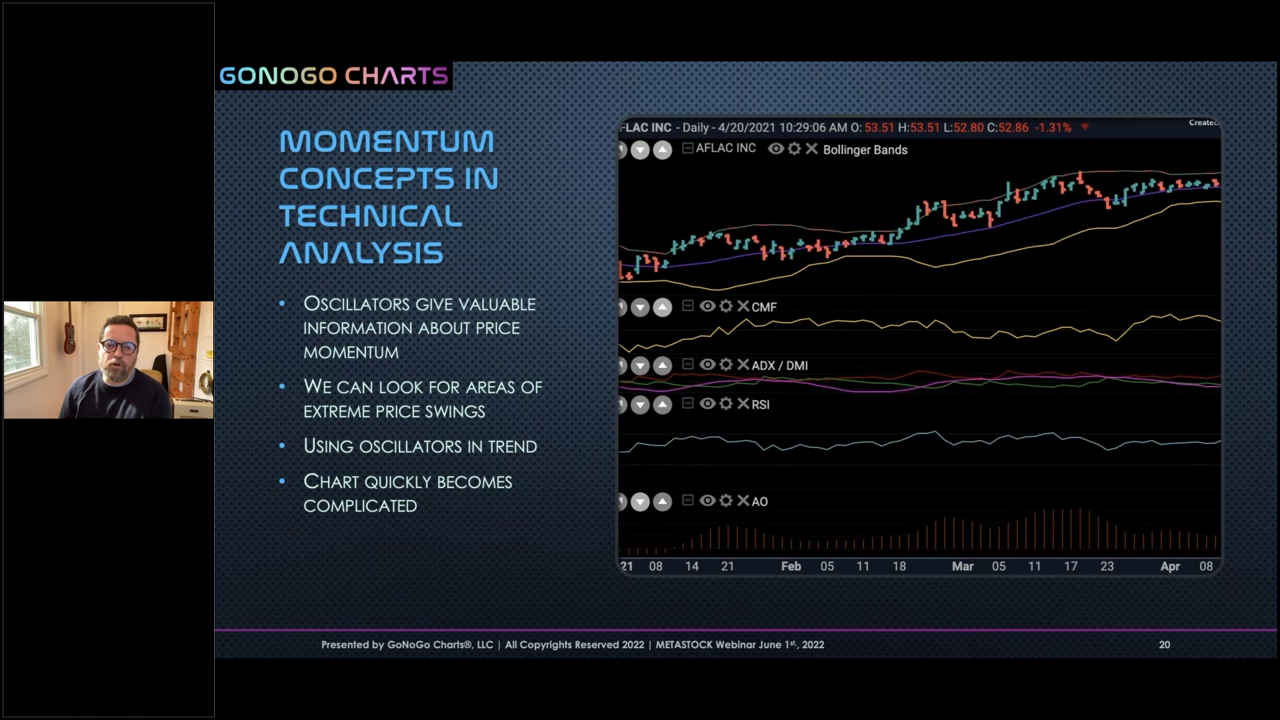 GONOGO CHARTS
MOMENTUM
CONCEPTS IN
TECHNICAL
ANALYSIS
• OSCILLATORS GIVE VALUABLE
INFORMATION ABOUT PRICE
MOMENTUM
• WE CAN LOOK FOR AREAS OF
EXTREME PRICE SWINGS
• USING OSCILLATORS IN TREND
• CHART QUICKLY BECOMES
COMPLICATED
FLAC INC - Daily - 4/20/2021 10:29:06 AM O: 53.51 H:53.51 L:52.80 C:52.86 -1.31%
Created
AFLAC INC Bollinger Bands
CMF
ADX / DMI
RSI
AO
21 08 14 21 Feb 05 11 18 Mar 05 11 17 23 Apr 08
Presented by GoNoGo Charts®, LLC | All Copyrights Reserved 2022 | METASTOCK Webinar June 1st, 2022
20